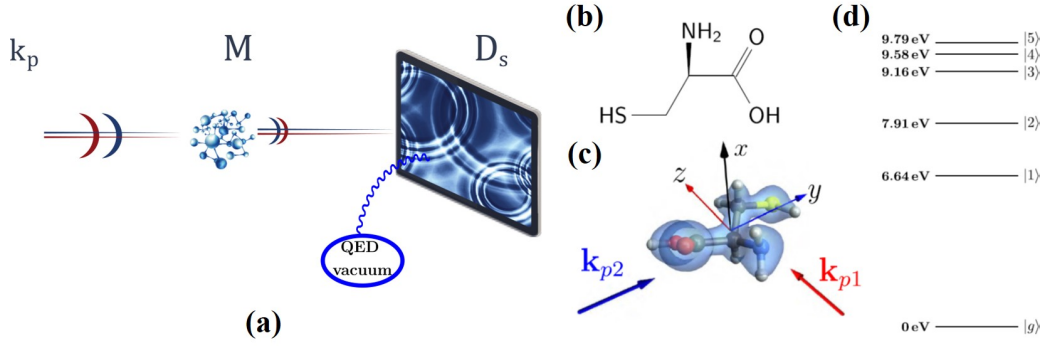 k_p M D_s
QED
vacuum
(a)
(b)
NH₂
O
HS
OH
(c)
x
z
y
k_p2
k_p1
(d)
9.79 eV |5⟩
9.58 eV |4⟩
9.16 eV |3⟩
7.91 eV |2⟩
6.64 eV |1⟩
0 eV |g⟩